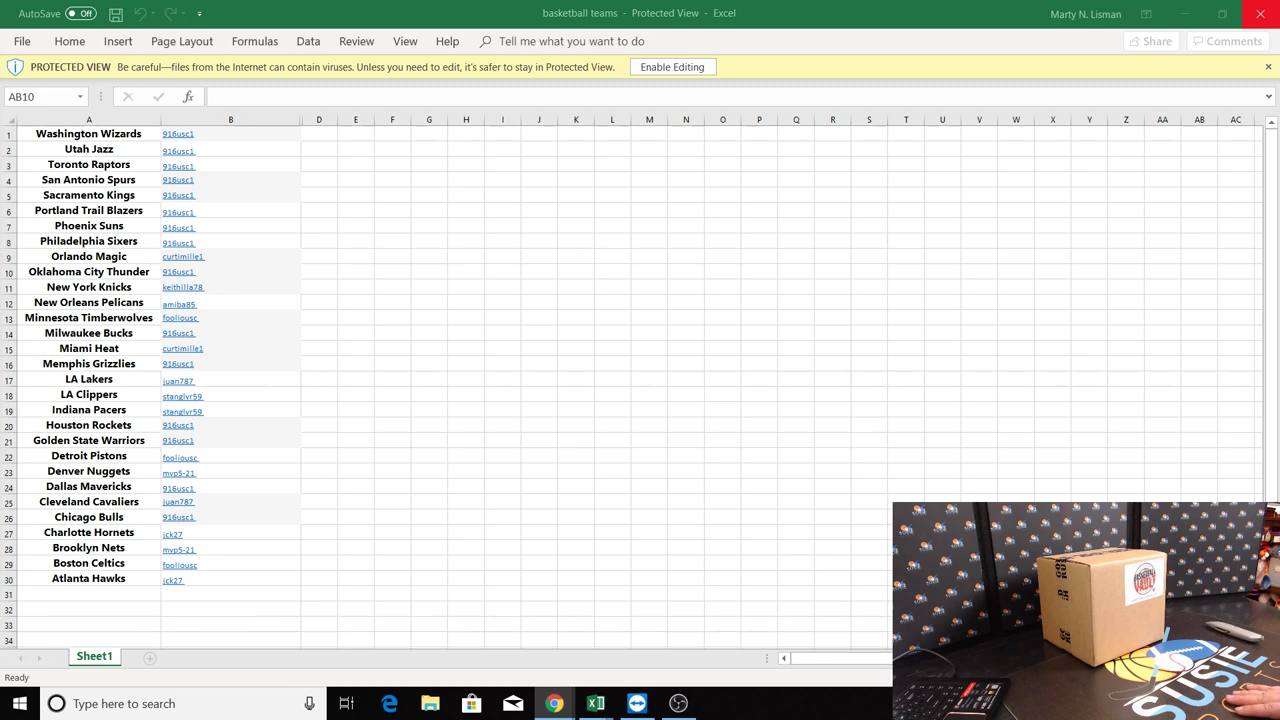 AutoSave Off
basketball teams - Protected View - Excel
Marty N. Lisman
File Home Insert Page Layout Formulas Data Review View Help Tell me what you want to do
Share Comments
PROTECTED VIEW Be careful—files from the Internet can contain viruses. Unless you need to edit, it's safer to stay in Protected View. Enable Editing
AB10 fx
A B D E F G H I J K L M N O P Q R S T U V W X Y Z AA AB AC
1 Washington Wizards 916usc1
2 Utah Jazz 916usc1
3 Toronto Raptors 916usc1
4 San Antonio Spurs 916usc1
5 Sacramento Kings 916usc1
6 Portland Trail Blazers 916usc1
7 Phoenix Suns 916usc1
8 Philadelphia Sixers 916usc1
9 Orlando Magic curtimille1
10 Oklahoma City Thunder 916usc1
11 New York Knicks keithilla78
12 New Orleans Pelicans amiba85
13 Minnesota Timberwolves fooliousc
14 Milwaukee Bucks 916usc1
15 Miami Heat curtimille1
16 Memphis Grizzlies 916usc1
17 LA Lakers juan787
18 LA Clippers stanglvr59
19 Indiana Pacers stanglvr59
20 Houston Rockets 916usc1
21 Golden State Warriors 916usc1
22 Detroit Pistons fooliousc
23 Denver Nuggets mvp5-21
24 Dallas Mavericks 916usc1
25 Cleveland Cavaliers juan787
26 Chicago Bulls 916usc1
27 Charlotte Hornets jck27
28 Brooklyn Nets mvp5-21
29 Boston Celtics fooliousc
30 Atlanta Hawks jck27
31
32
33
34
Sheet1
Ready
BASKETBALL
VAULT
SUSIE
Type here to search